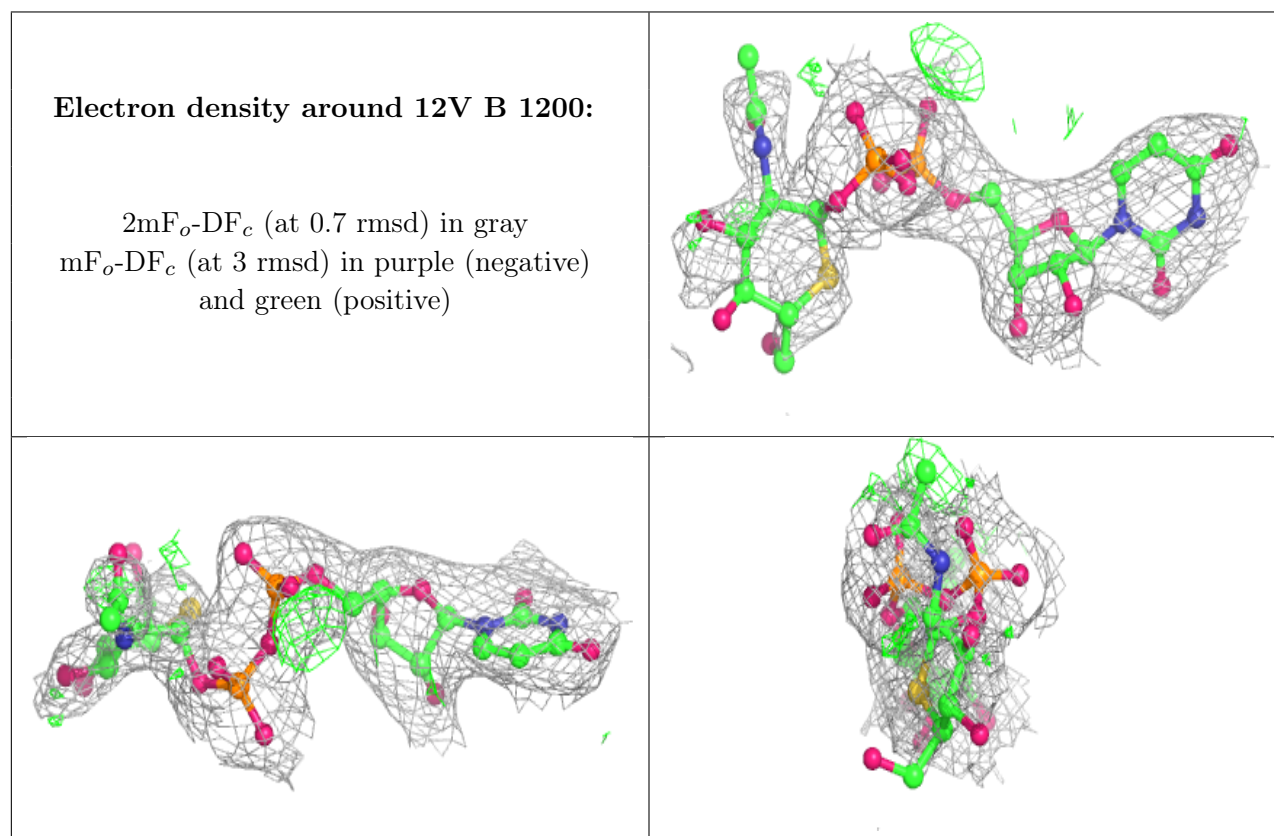 Electron density around 12V B 1200:
2mFₒ-DF𝒸 (at 0.7 rmsd) in gray
mFₒ-DF𝒸 (at 3 rmsd) in purple (negative)
and green (positive)